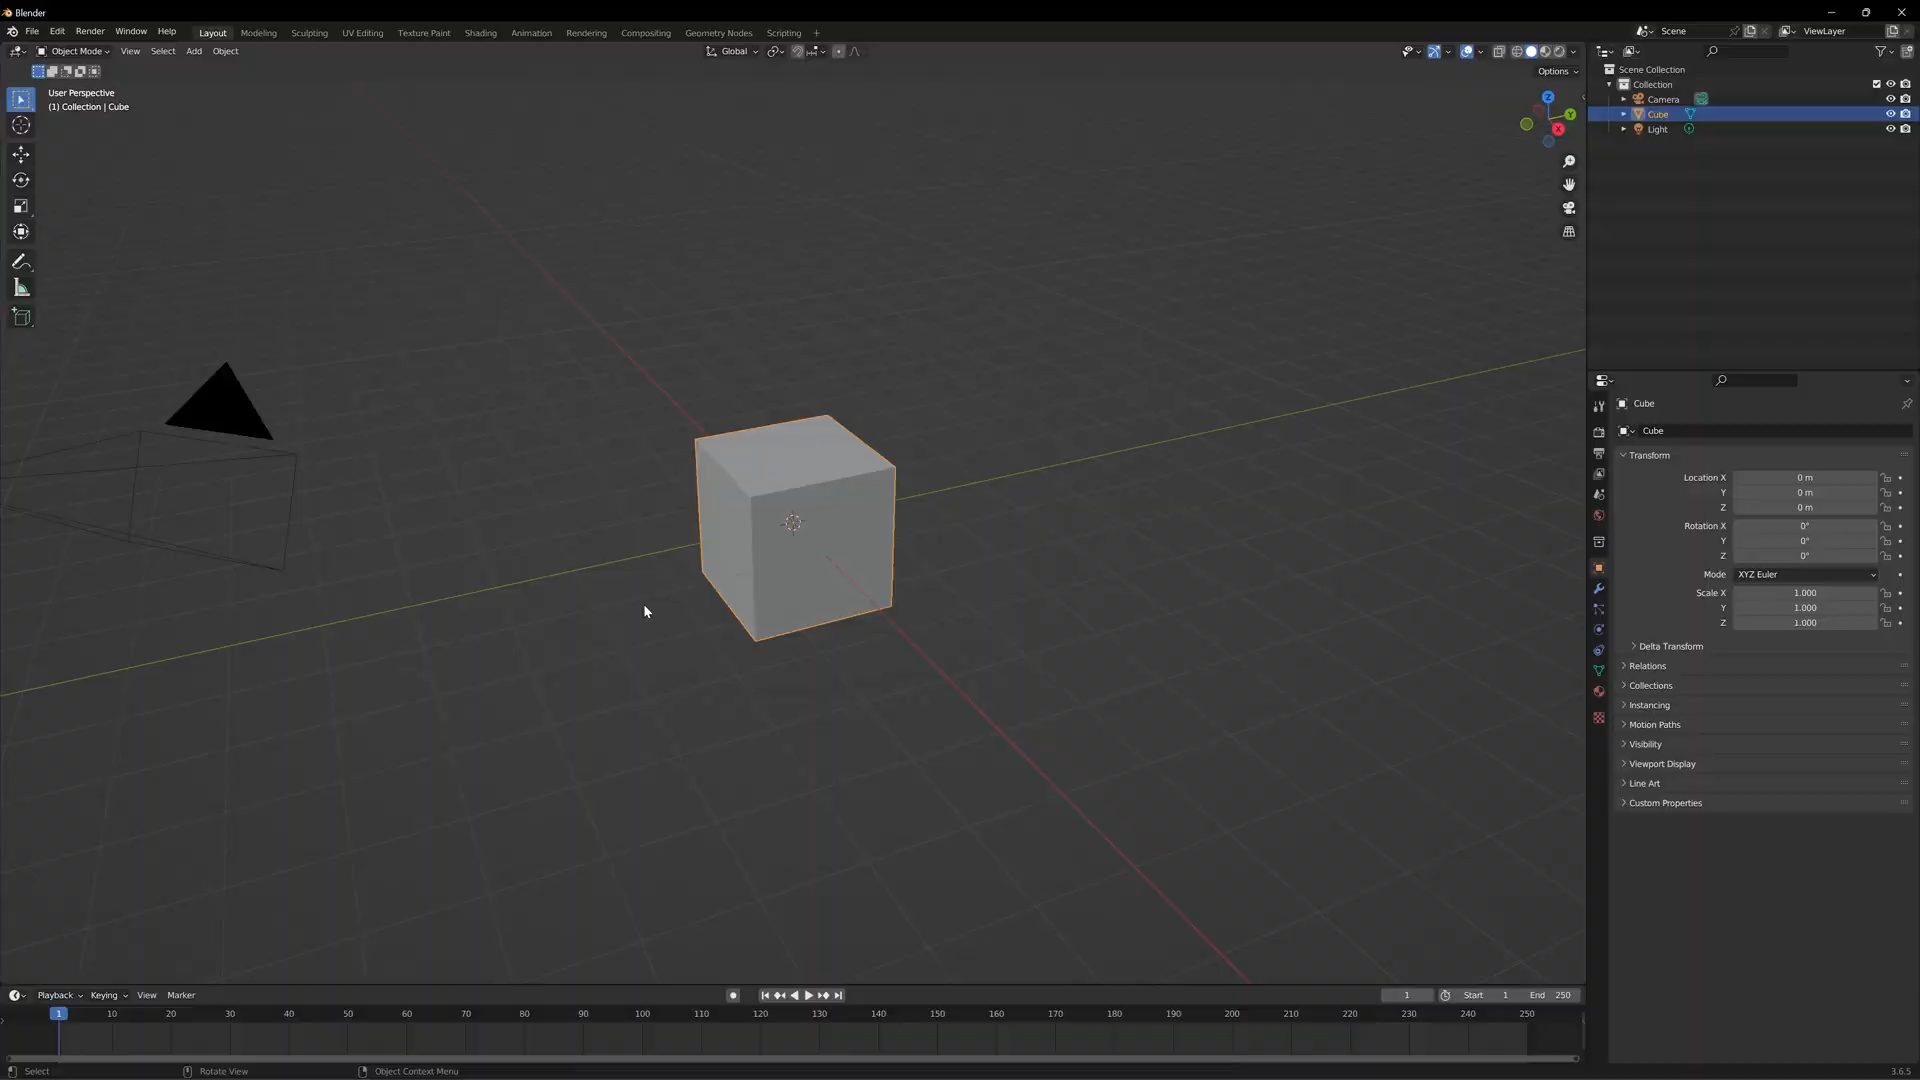 Blender
File Edit Render Window Help Layout Modeling Sculpting UV Editing Texture Paint Shading Animation Rendering Compositing Geometry Nodes Scripting + Scene ViewLayer
Object Mode View Select Add Object Global
Options
User Perspective
(1) Collection | Cube
Z
Y
X
Scene Collection
Collection
Camera
Cube
Light
Cube
Cube
Transform
Location X 0 m
Y 0 m
Z 0 m
Rotation X 0°
Y 0°
Z 0°
Mode XYZ Euler
Scale X 1.000
Y 1.000
Z 1.000
Delta Transform
Relations
Collections
Instancing
Motion Paths
Visibility
Viewport Display
Line Art
Custom Properties
Playback Keying View Marker 1 Start 1 End 250
1 10 20 30 40 50 60 70 80 90 100 110 120 130 140 150 160 170 180 190 200 210 220 230 240 250
Select Rotate View Object Context Menu 3.6.5